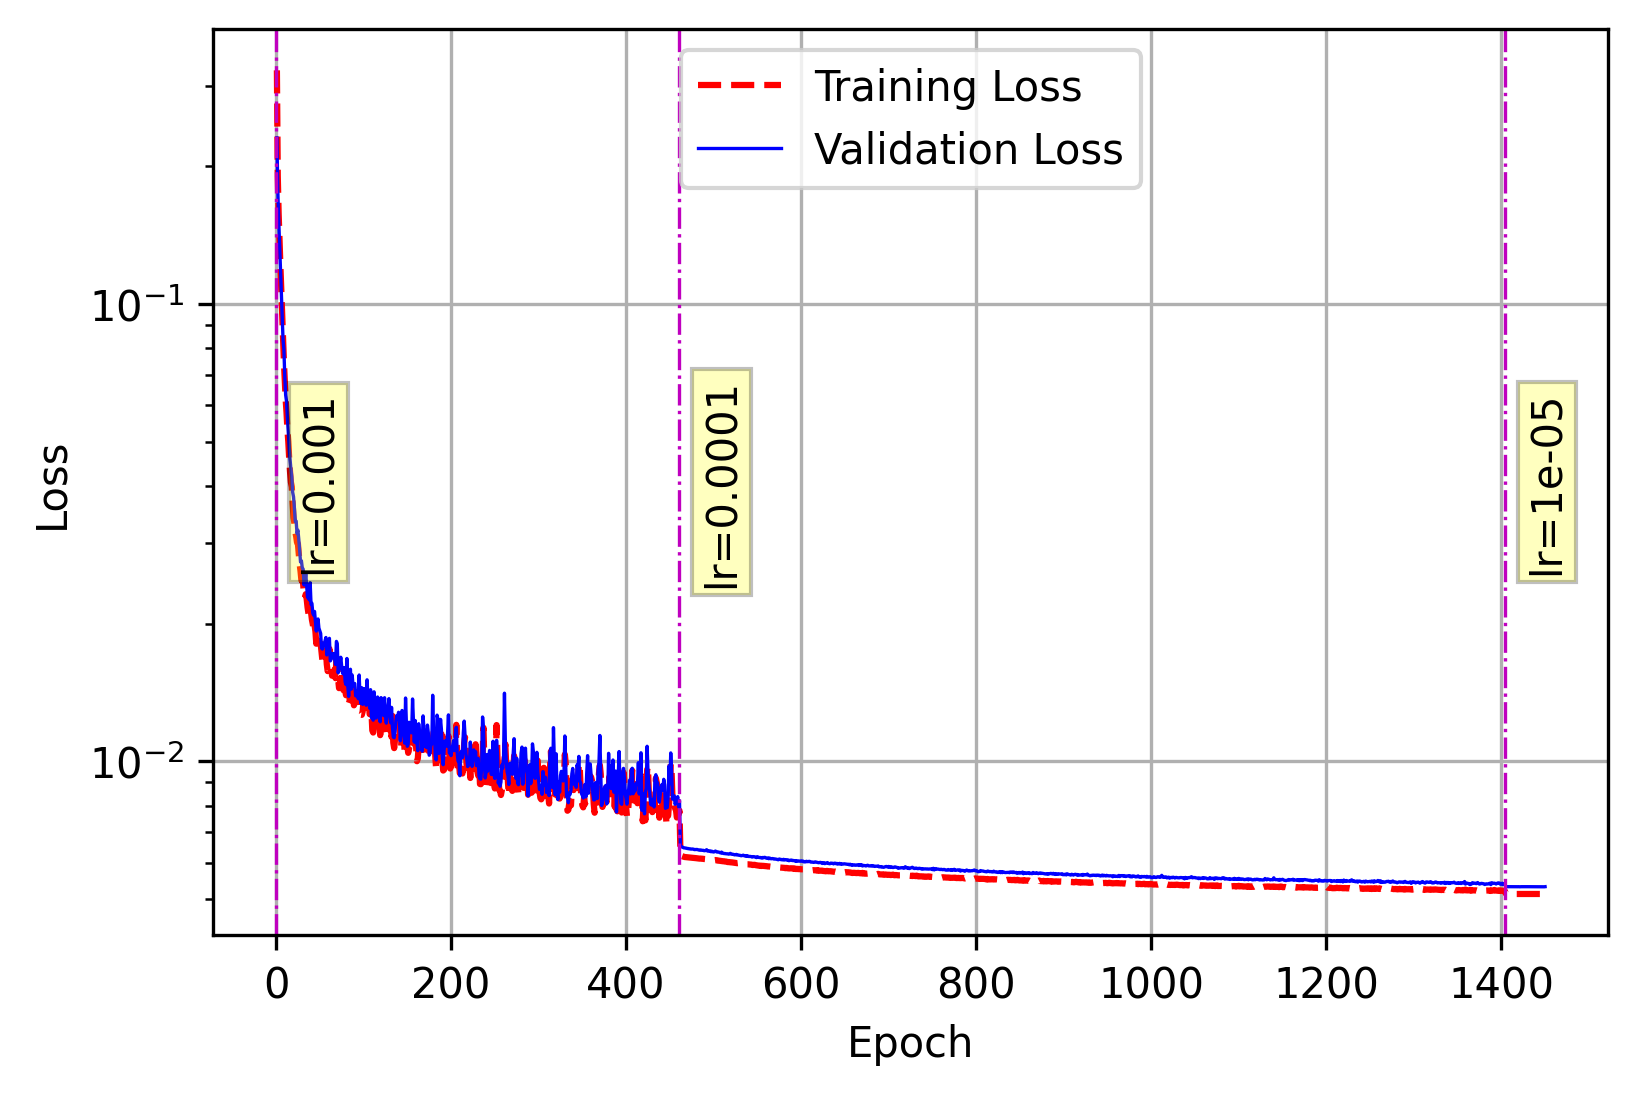 Training Loss
Validation Loss
10⁻¹
10⁻²
Loss
lr=0.001
lr=0.0001
lr=1e-05
0 200 400 600 800 1000 1200 1400
Epoch